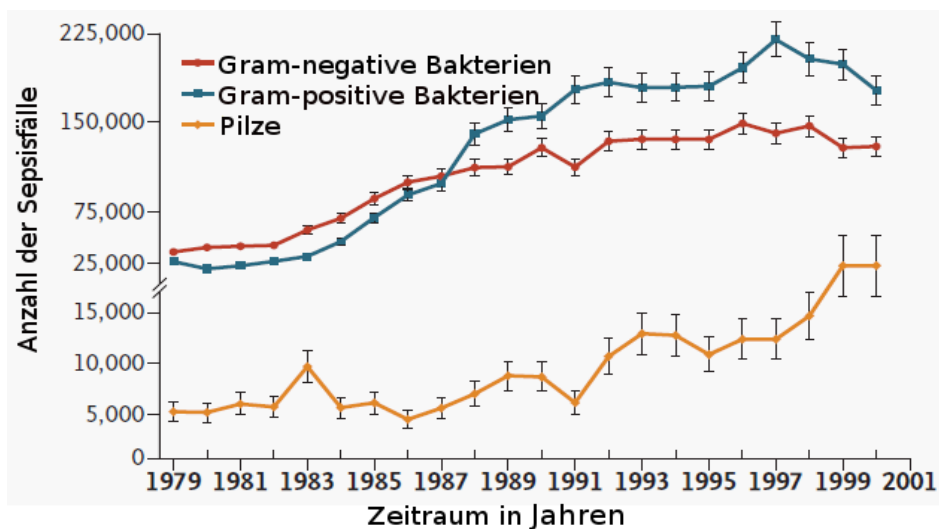 225,000
150,000
75,000
25,000
15,000
10,000
5,000
0
Anzahl der Sepsisfälle
Gram-negative Bakterien
Gram-positive Bakterien
Pilze
1979 1981 1983 1985 1987 1989 1991 1993 1995 1997 1999 2001
Zeitraum in Jahren